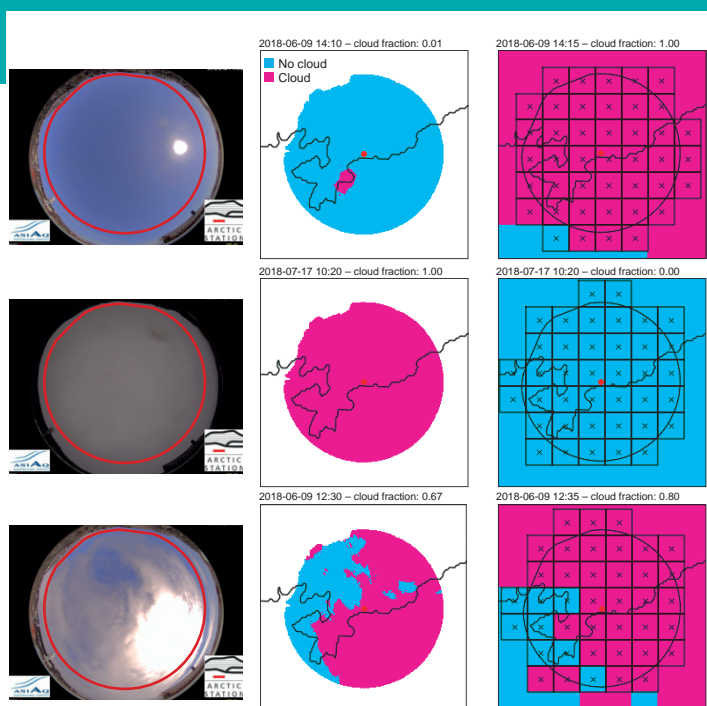 2018-06-09 14:10 – cloud fraction: 0.01
2018-06-09 14:15 – cloud fraction: 1.00
No cloud
Cloud
ASIAQ
ARCTIC
STATION
2018-07-17 10:20 – cloud fraction: 1.00
2018-07-17 10:20 – cloud fraction: 0.00
ASIAQ
ARCTIC
STATION
2018-06-09 12:30 – cloud fraction: 0.67
2018-06-09 12:35 – cloud fraction: 0.80
ASIAQ
ARCTIC
STATION